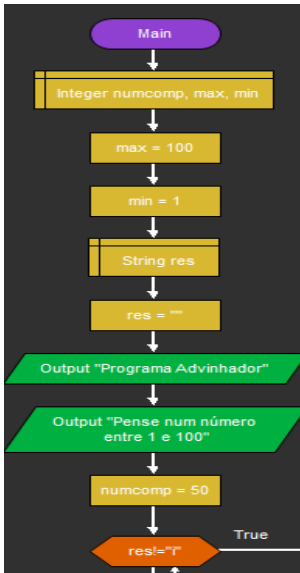 Main
Integer numcomp, max, min
max = 100
min = 1
String res
res = ""
Output "Programa Advinhador"
Output "Pense num número
entre 1 e 100"
numcomp = 50
True
res!="i"